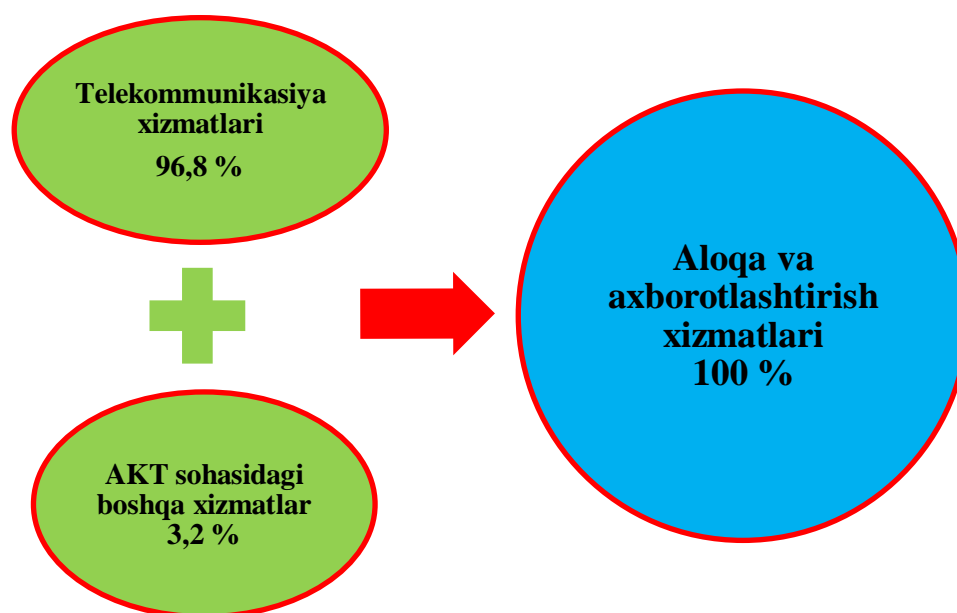 Telekommunikasiya
xizmatlari
96,8 %
AKT sohasidagi
boshqa xizmatlar
3,2 %
Aloqa va
axborotlashtirish
xizmatlari
100 %